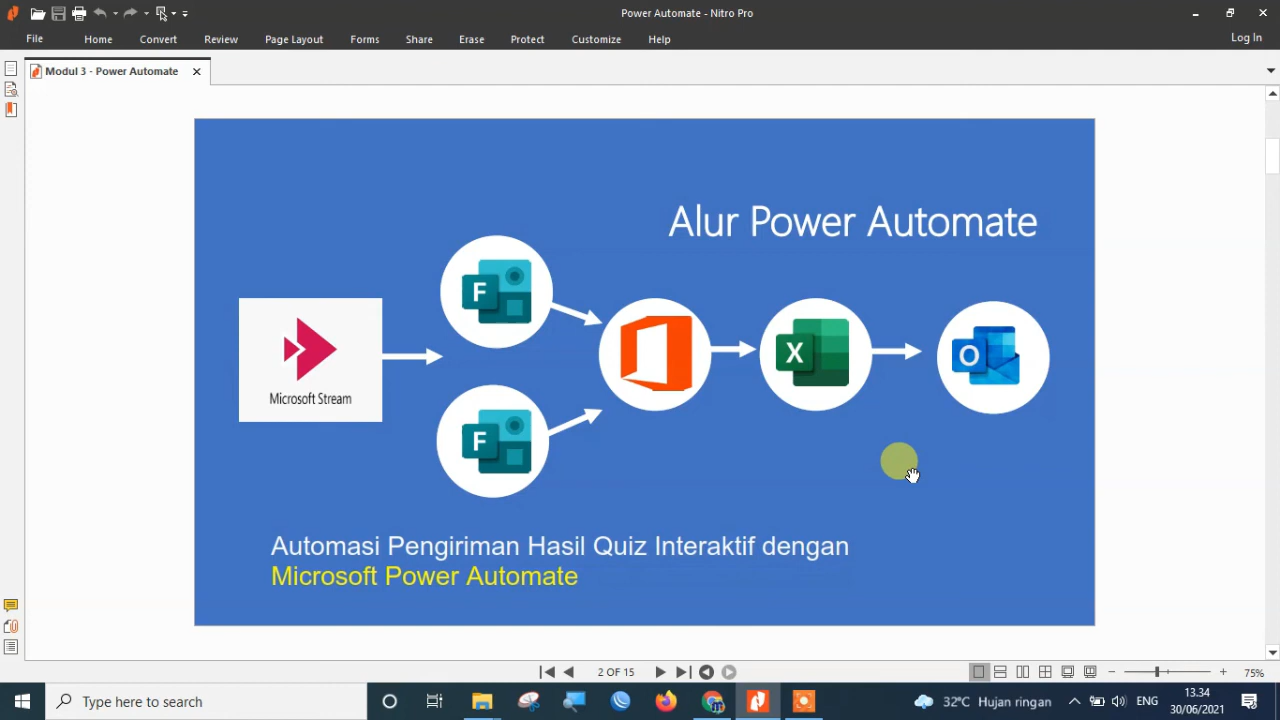 Power Automate - Nitro Pro
File Home Convert Review Page Layout Forms Share Erase Protect Customize Help Log In
Modul 3 - Power Automate
Alur Power Automate
F
Microsoft Stream
X
O
F
Automasi Pengiriman Hasil Quiz Interaktif dengan
Microsoft Power Automate
2 OF 15
75%
Type here to search
32°C Hujan ringan
ENG
13.34
30/06/2021